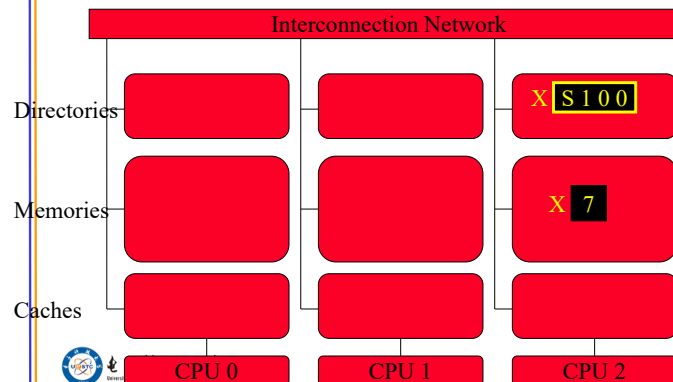 Interconnection Network
Directories
X S 1 0 0
Memories
X 7
Caches
CPU 0
CPU 1
CPU 2